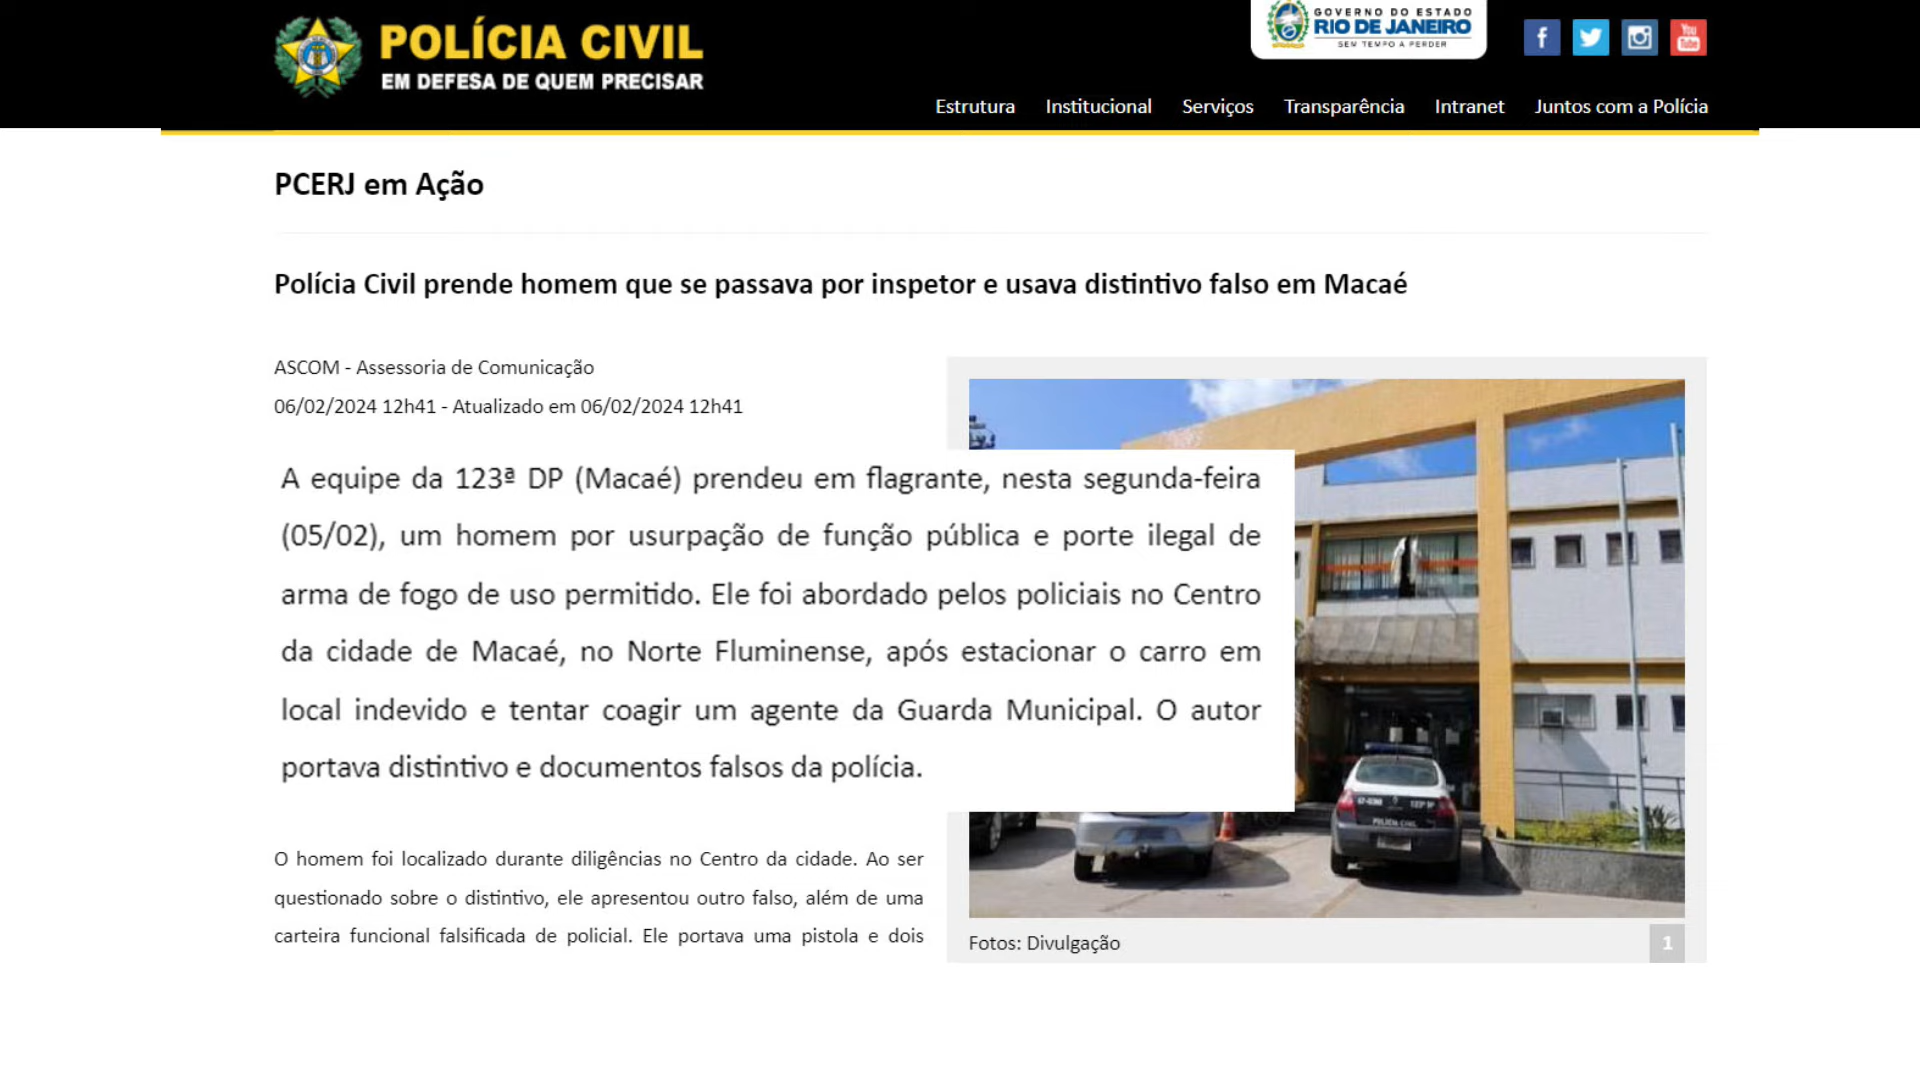 POLÍCIA CIVIL
EM DEFESA DE QUEM PRECISAR
GOVERNO DO ESTADO
RIO DE JANEIRO
SEM TEMPO A PERDER
You
Tube
Estrutura Institucional Serviços Transparência Intranet Juntos com a Polícia
PCERJ em Ação
Polícia Civil prende homem que se passava por inspetor e usava distintivo falso em Macaé
ASCOM - Assessoria de Comunicação
06/02/2024 12h41 - Atualizado em 06/02/2024 12h41
A equipe da 123ª DP (Macaé) prendeu em flagrante, nesta segunda-feira
(05/02), um homem por usurpação de função pública e porte ilegal de
arma de fogo de uso permitido. Ele foi abordado pelos policiais no Centro
da cidade de Macaé, no Norte Fluminense, após estacionar o carro em
local indevido e tentar coagir um agente da Guarda Municipal. O autor
portava distintivo e documentos falsos da polícia.
O homem foi localizado durante diligências no Centro da cidade. Ao ser
questionado sobre o distintivo, ele apresentou outro falso, além de uma
carteira funcional falsificada de policial. Ele portava uma pistola e dois
POLÍCIA CIVIL
Fotos: Divulgação
1